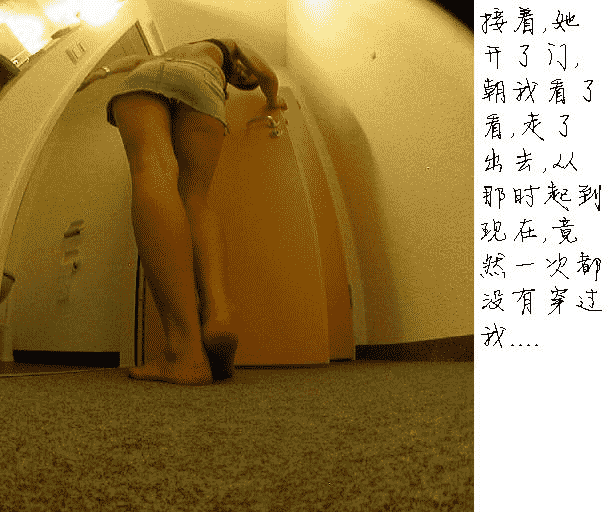 接着,她
开了门,
朝我看了
看,走了
出去,从
那时起到
现在,竟
然一次都
没有穿过
我....